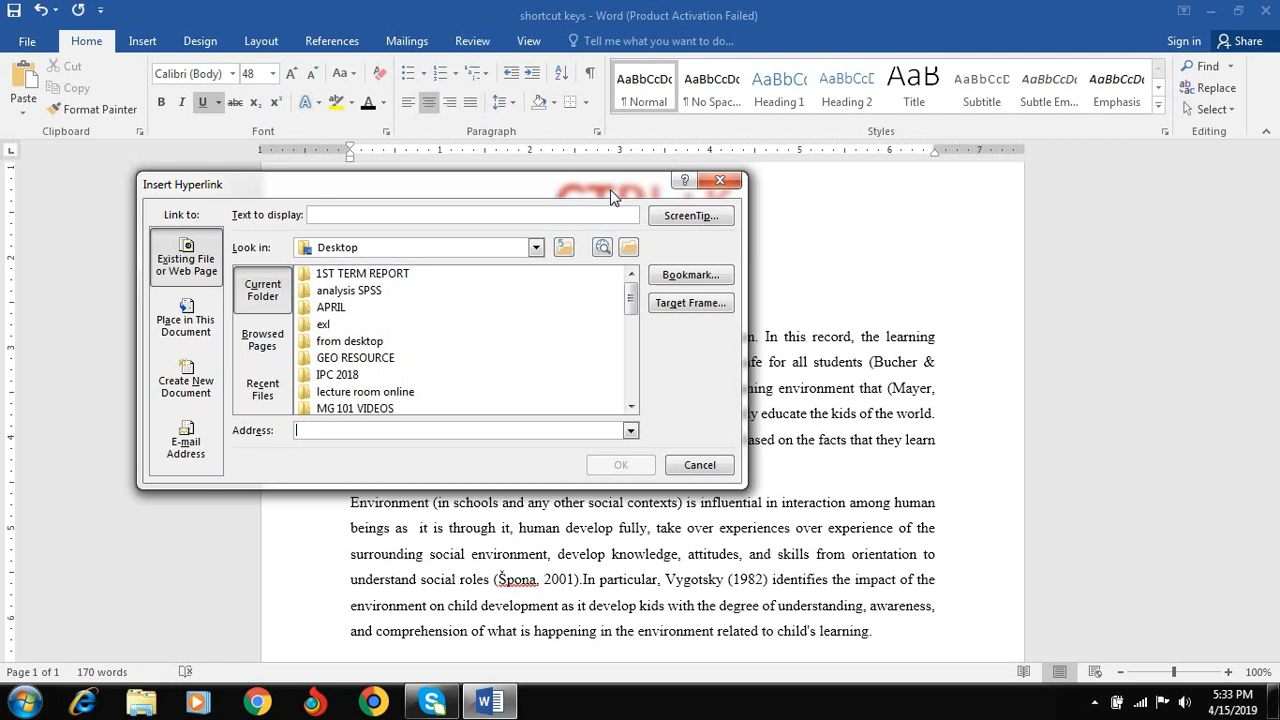 shortcut keys - Word (Product Activation Failed)
File Home Insert Design Layout References Mailings Review View Tell me what you want to do... Sign in Share
Paste Cut Copy Format Painter
Clipboard
Calibri (Body) 48
Aa
Font
Paragraph
AaBbCcDc AaBbCcDc AaBbC AaBbCcC AaB AaBbCcD AaBbCcDc AaBbCcDc
¶ Normal ¶ No Spac... Heading 1 Heading 2 Title Subtitle Subtle Em... Emphasis
Styles
Find
Replace
Select
Editing
Insert Hyperlink
Link to:
Existing File or Web Page
Place in This Document
Create New Document
E-mail Address
Text to display:
ScreenTip...
Look in: Desktop
Current Folder
Browsed Pages
Recent Files
1ST TERM REPORT
analysis SPSS
APRIL
exl
from desktop
GEO RESOURCE
IPC 2018
lecture room online
MG 101 VIDEOS
Bookmark...
Target Frame...
Address:
OK Cancel
n. In this record, the learning
fe for all students (Bucher &
ning environment that (Mayer,
y educate the kids of the world.
ased on the facts that they learn
Environment (in schools and any other social contexts) is influential in interaction among human
beings as it is through it, human develop fully, take over experiences over experience of the
surrounding social environment, develop knowledge, attitudes, and skills from orientation to
understand social roles (Špona, 2001).In particular, Vygotsky (1982) identifies the impact of the
environment on child development as it develop kids with the degree of understanding, awareness,
and comprehension of what is happening in the environment related to child's learning.
Page 1 of 1 170 words 100%
5:33 PM
4/15/2019